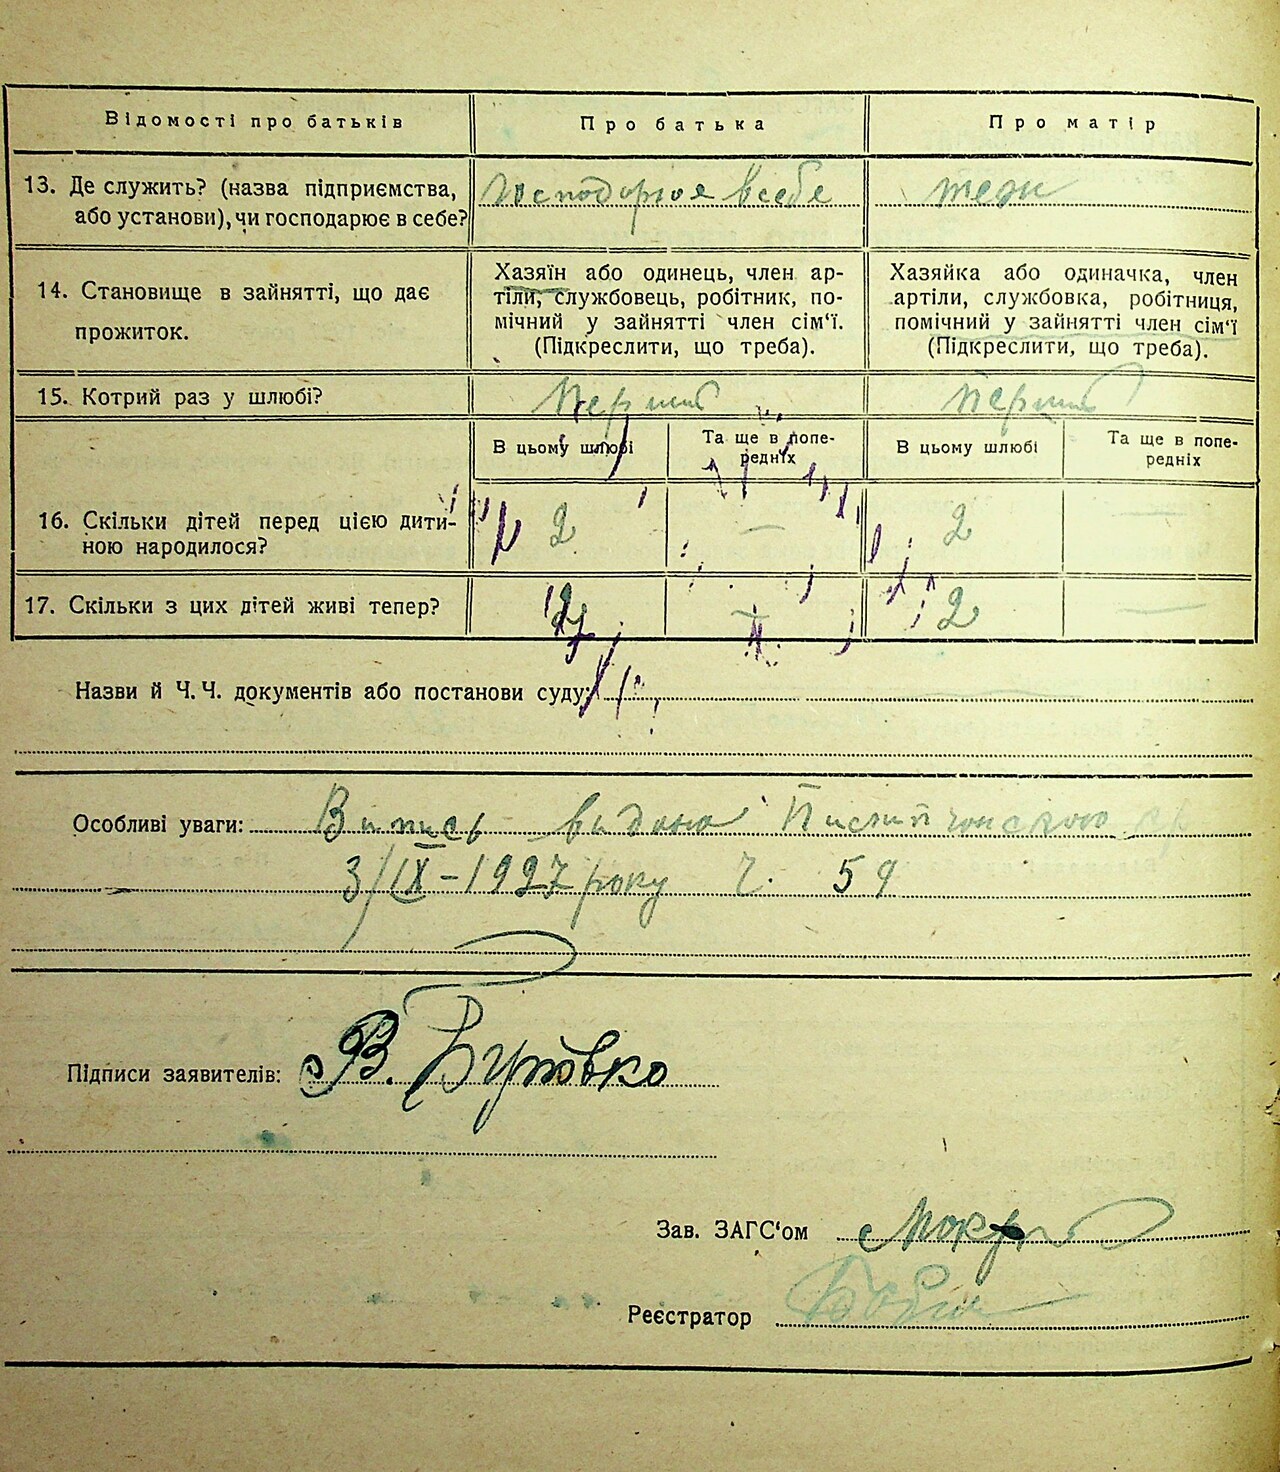 Відомості про батьків
Про батька
Про матір
13. Де служить? (назва підприємства,
або установи), чи господарює в себе?
господорює в себе
теж
14. Становище в зайнятті, що дає
прожиток.
Хазяїн або одинець, член ар-
тіли, службовець, робітник, по-
мічний у зайнятті член сім'ї.
(Підкреслити, що треба).
Хазяйка або одиначка, член
артіли, службовка, робітниця,
помічний у зайнятті член сім'ї
(Підкреслити, що треба).
15. Котрий раз у шлюбі?
Перший
Перший
В цьому шлюбі
Та ще в попе-
редніх
В цьому шлюбі
Та ще в попе-
редніх
16. Скільки дітей перед цією дити-
ною народилося?
2
—
2
—
17. Скільки з цих дітей живі тепер?
2
—
2
—
Назви й Ч. Ч. документів або постанови суду:
Особливі уваги: Випись видана
3/IX-1927 року Ч. 59
Підписи заявителів: В. Бутовко
Зав. ЗАГС'ом
Реєстратор